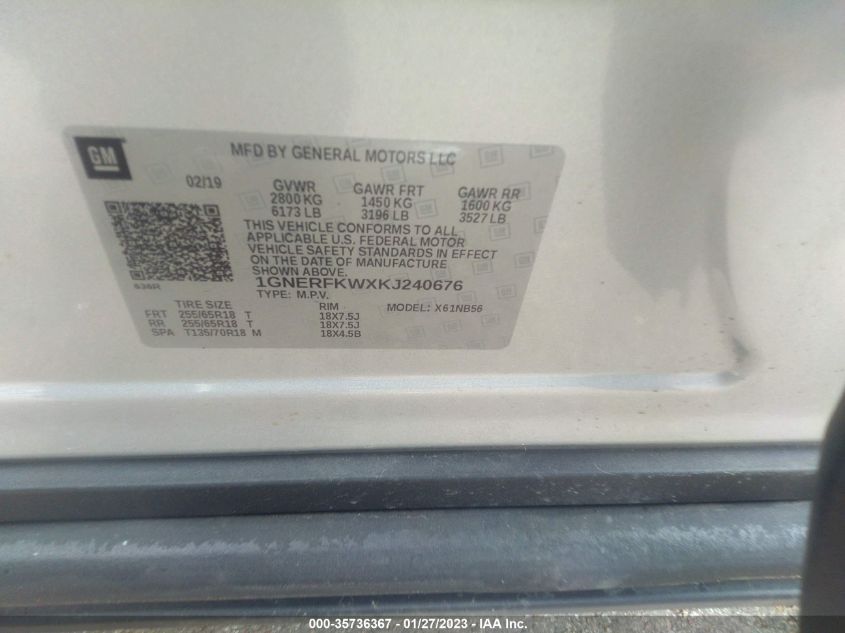 GM
MFD BY GENERAL MOTORS LLC
02/19
GVWR GAWR FRT GAWR RR
2800 KG 1450 KG 1600 KG
6173 LB 3196 LB 3527 LB
THIS VEHICLE CONFORMS TO ALL
APPLICABLE U.S. FEDERAL MOTOR
VEHICLE SAFETY STANDARDS IN EFFECT
ON THE DATE OF MANUFACTURE
SHOWN ABOVE.
636R
1GNERFKWXKJ240676
TYPE: M.P.V. MODEL: X61NB56
TIRE SIZE RIM
FRT 255/65R18 T 18X7.5J
RR 255/65R18 T 18X7.5J
SPA T135/70R18 M 18X4.5B
000-35736367 - 01/27/2023 - IAA Inc.